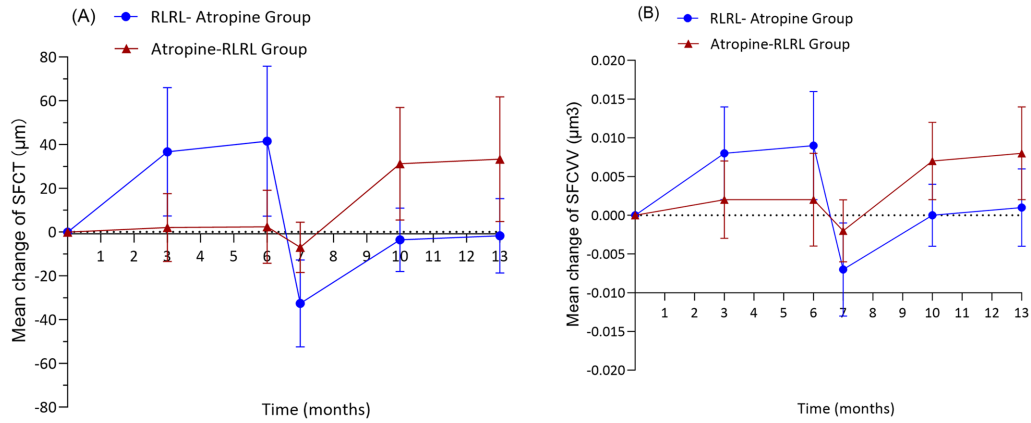 (A)
RLRL- Atropine Group
Atropine-RLRL Group
Mean change of SFCT (μm)
80
60
40
20
0
-20
-40
-60
-80
1 2 3 4 5 6 7 8 9 10 11 12 13
Time (months)
(B)
RLRL- Atropine Group
Atropine-RLRL Group
Mean change of SFCVV (μm3)
0.020
0.015
0.010
0.005
0.000
-0.005
-0.010
-0.015
-0.020
1 2 3 4 5 6 7 8 9 10 11 12 13
Time (months)